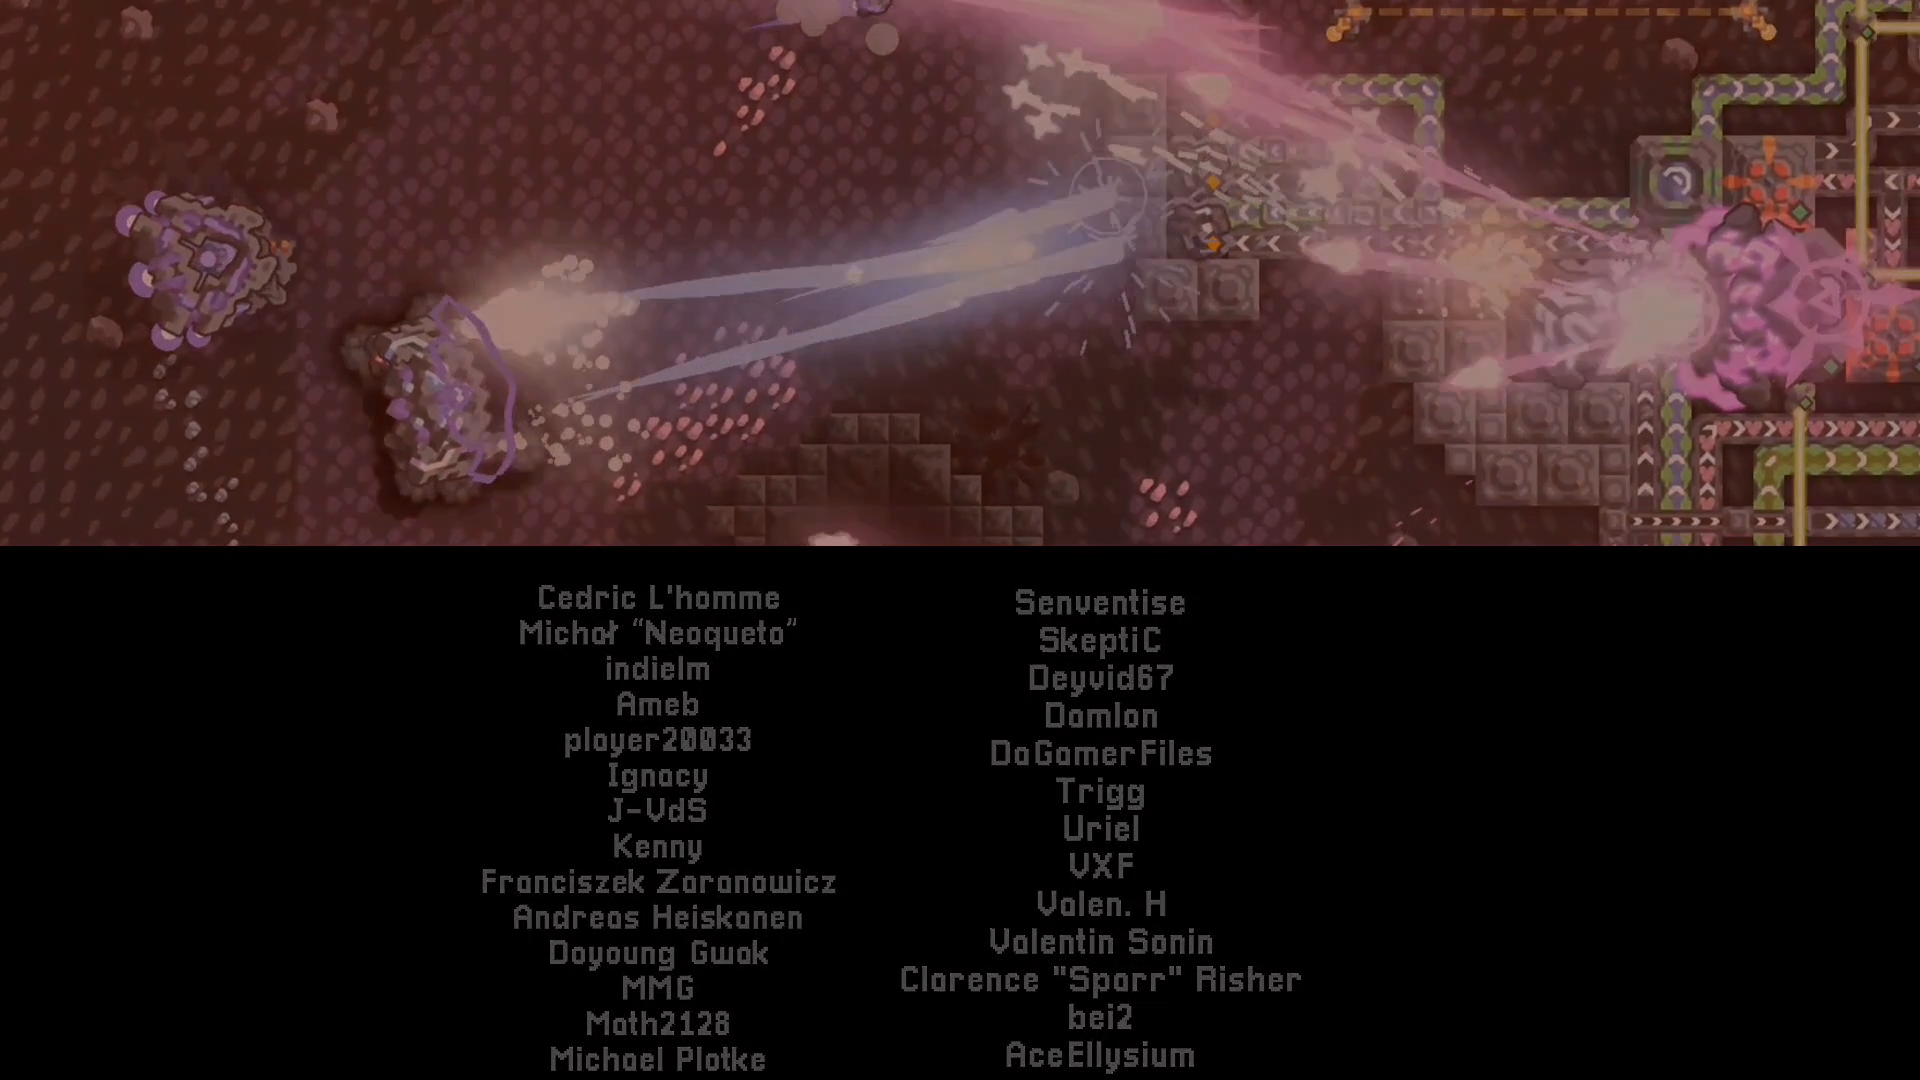 Cedric L'homme
Michał “Neoqueto”
indielm
Ameb
player20033
Ignacy
J-VdS
Kenny
Franciszek Zaranowicz
Andreas Heiskanen
Doyoung Gwak
MMG
Math2128
Michael Plotke
Senventise
SkeptiC
Deyvid67
Damlon
DaGamerFiles
Trigg
Uriel
VXF
Valen. H
Valentin Sonin
Clarence "Sparr" Risher
bei2
AceEllysium